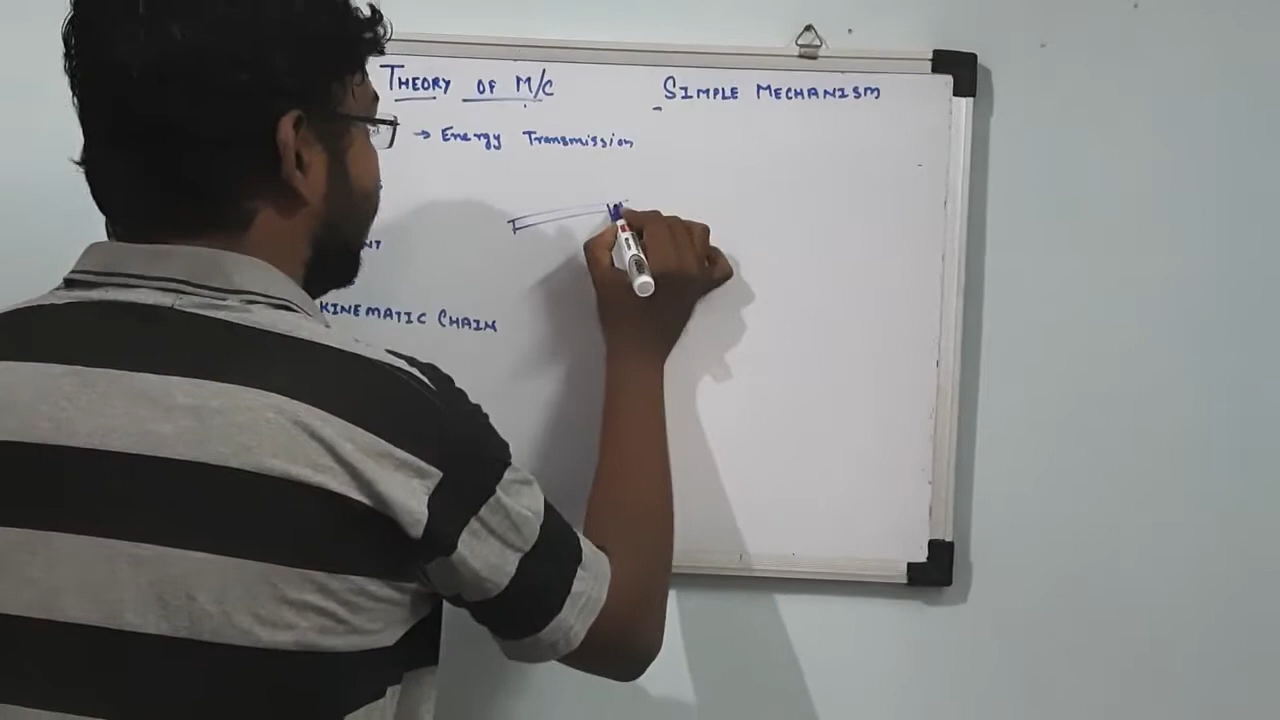 THEORY OF M/C
SIMPLE MECHANISM
→ Energy Transmission
KINEMATIC CHAIN